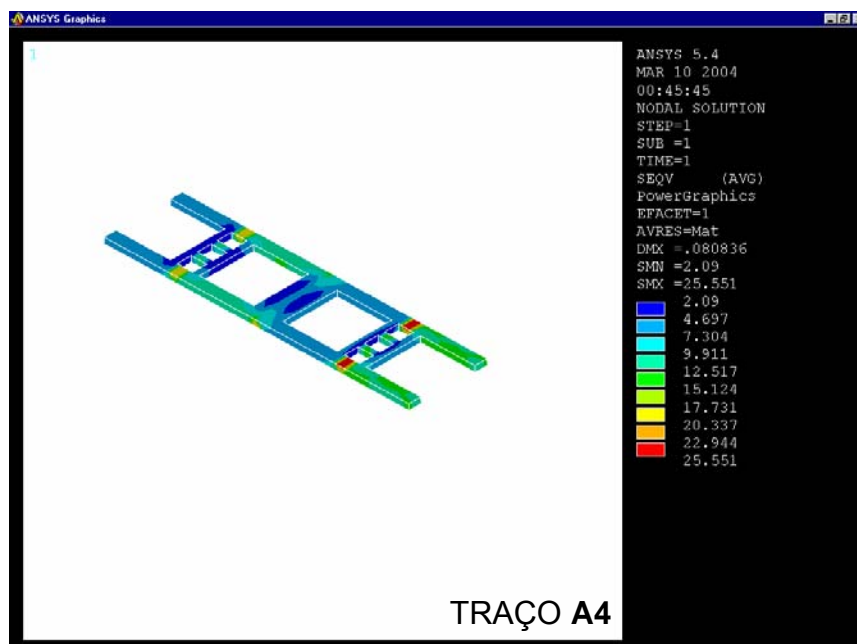 ANSYS Graphics
1
ANSYS 5.4
MAR 10 2004
00:45:45
NODAL SOLUTION
STEP=1
SUB =1
TIME=1
SEQV (AVG)
PowerGraphics
EFACET=1
AVRES=Mat
DMX =.080836
SMN =2.09
SMX =25.551
2.09
4.697
7.304
9.911
12.517
15.124
17.731
20.337
22.944
25.551
TRAÇO A4